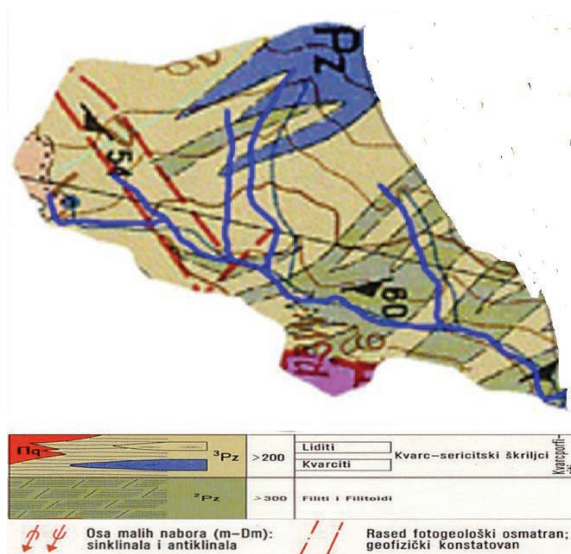 Pz
54
60
Πq
³Pz
>200
Liditi
Kvarciti
Kvarc-sericitski škriljci
²Pz
>300
Filiti i Filitoidi
Osa malih nabora (m-Dm):
sinklinala i antiklinala
Rased fotogeološki osmatran;
geofizički konstatovan